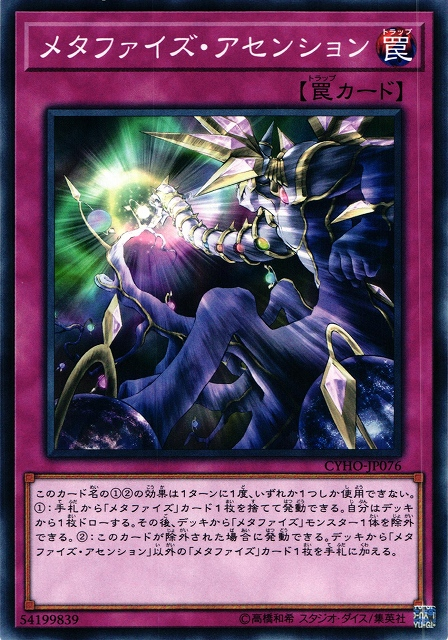 メタファイズ・アセンション
トラップ
罠
【罠カード】
トラップ
CYHO-JP076
このカード名の①②の効果は1ターンに1度、いずれか1つしか使用できない。
①:手札から「メタファイズ」カード1枚を捨てて発動できる。自分はデッキ
から1枚ドローする。その後、デッキから「メタファイズ」モンスター1体を除外
できる。②:このカードが除外された場合に発動できる。デッキから「メタ
ファイズ・アセンション」以外の「メタファイズ」カード1枚を手札に加える。
54199839
©高橋和希 スタジオ・ダイス/集英社